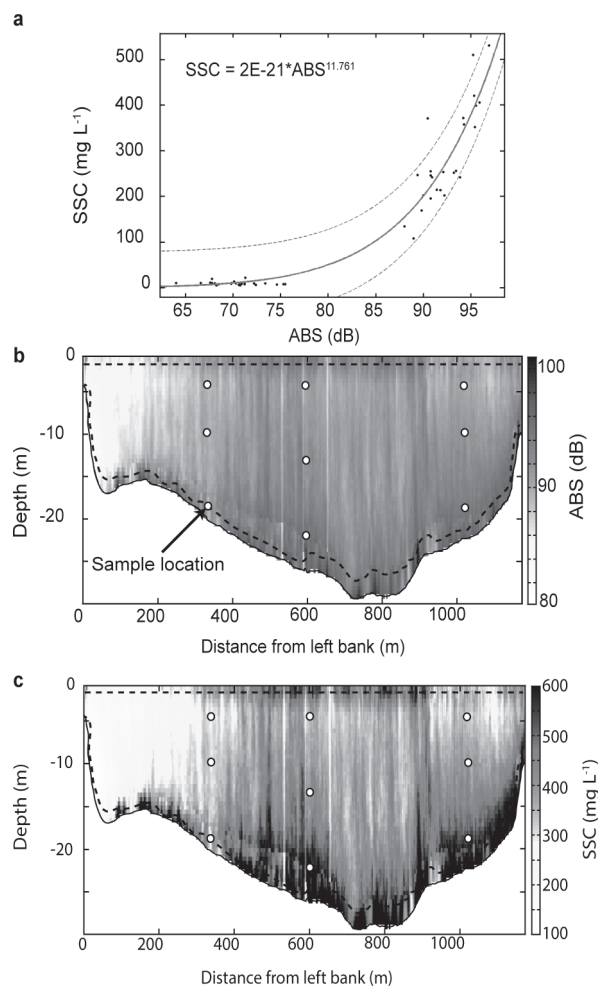 a
SSC = 2E-21*ABS^11.761
500
400
300
200
100
0
SSC (mg L⁻¹)
65 70 75 80 85 90 95
ABS (dB)
b
0
-10
-20
Depth (m)
Sample location
0 200 400 600 800 1000
Distance from left bank (m)
100
90
80
ABS (dB)
c
0
-10
-20
Depth (m)
0 200 400 600 800 1000
Distance from left bank (m)
600
500
400
300
200
100
SSC (mg L⁻¹)